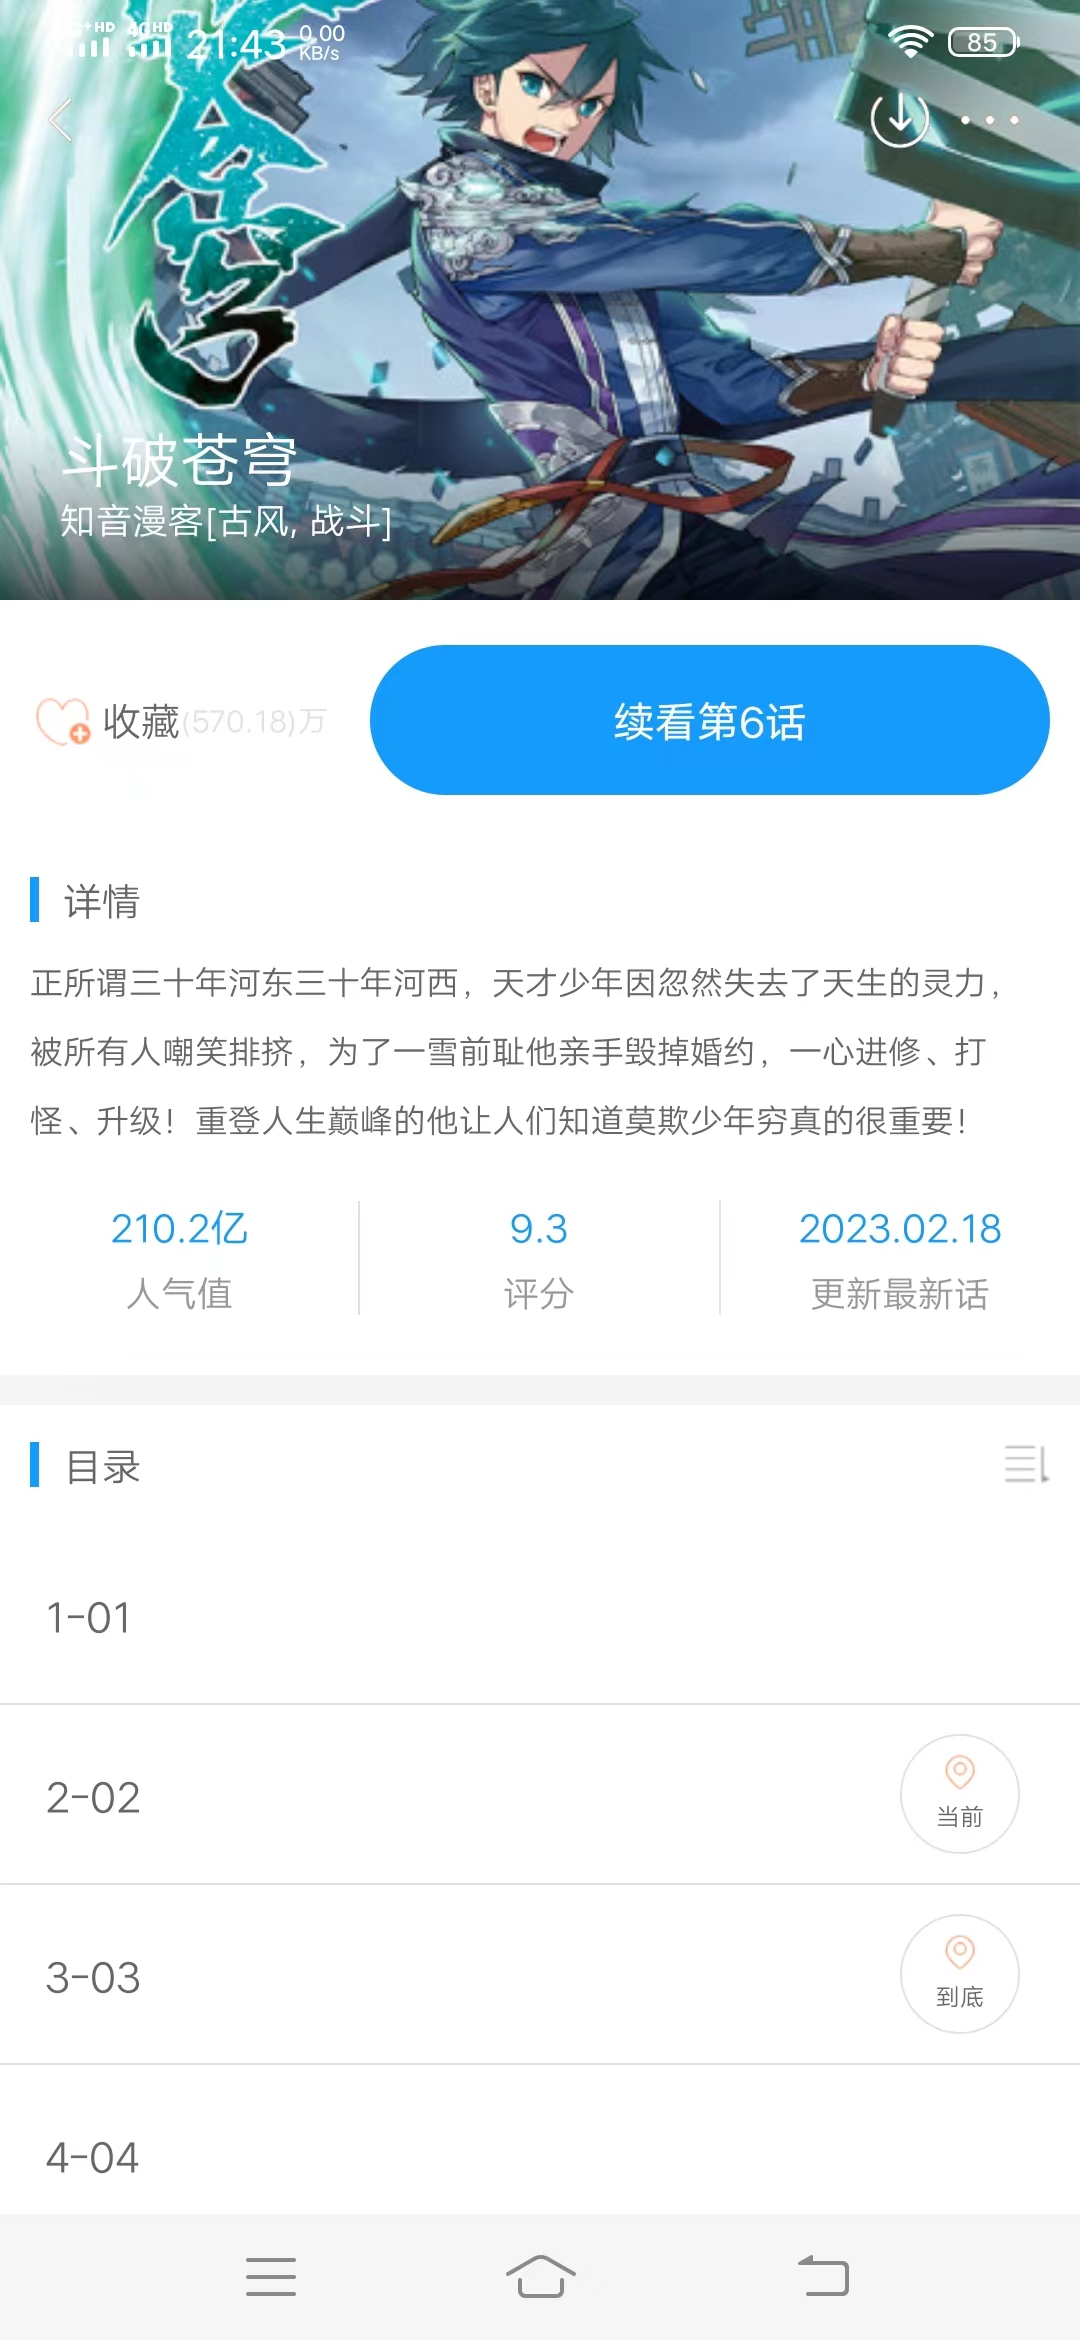 4GHD 21:43 0.00 KB/s 85
苍穹
斗破苍穹
知音漫客[古风, 战斗]
收藏(570.18)万
续看第6话
详情
正所谓三十年河东三十年河西，天才少年因忽然失去了天生的灵力，
被所有人嘲笑排挤，为了一雪前耻他亲手毁掉婚约，一心进修、打
怪、升级！重登人生巅峰的他让人们知道莫欺少年穷真的很重要！
210.2亿 9.3 2023.02.18
人气值 评分 更新最新话
目录
1-01
2-02
当前
3-03
到底
4-04